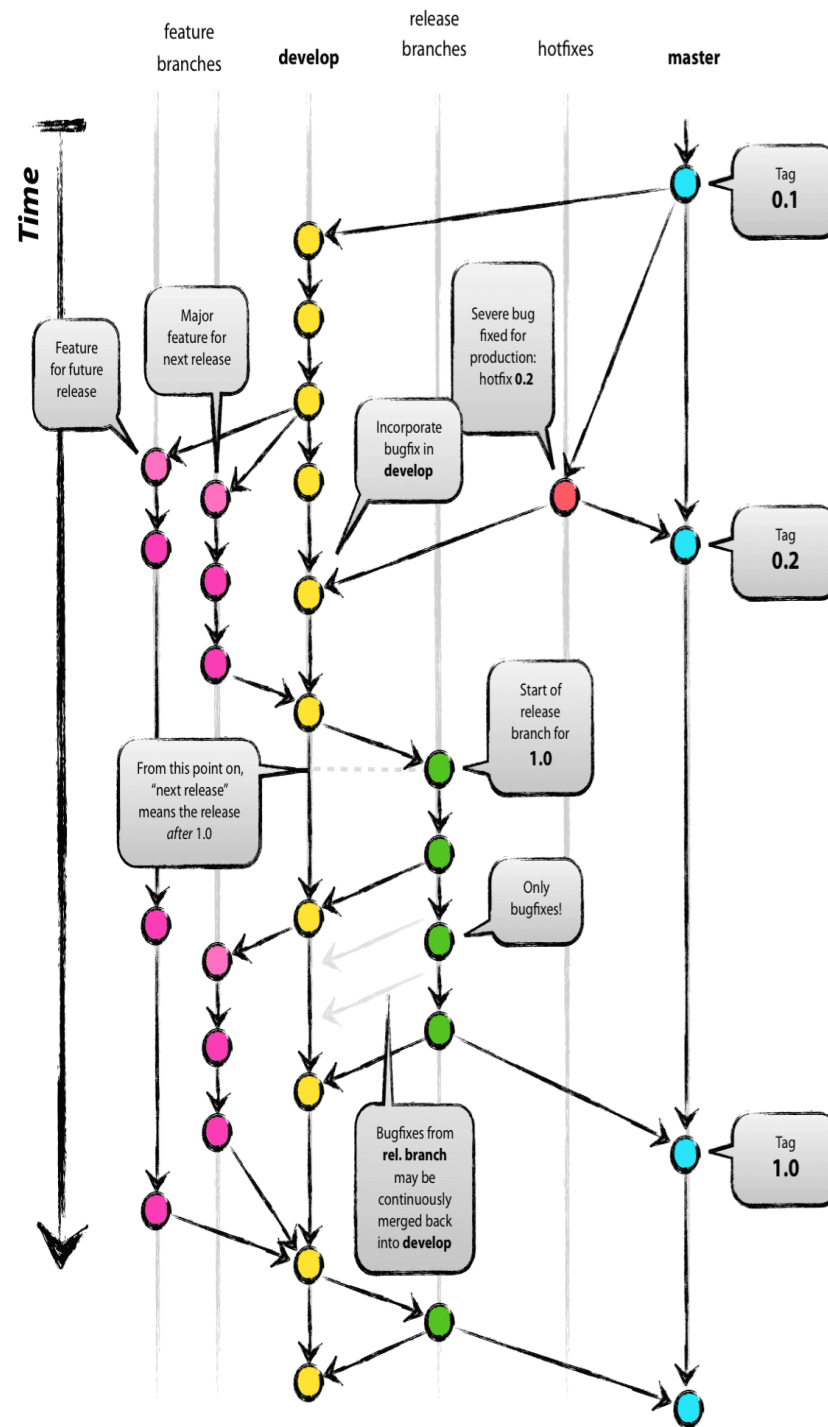 feature
branches
develop
release
branches
hotfixes
master
Time
Tag
0.1
Major
feature for
next release
Feature
for future
release
Severe bug
fixed for
production:
hotfix 0.2
Incorporate
bugfix in
develop
Tag
0.2
Start of
release
branch for
1.0
From this point on,
“next release”
means the release
after 1.0
Only
bugfixes!
Bugfixes from
rel. branch
may be
continuously
merged back
into develop
Tag
1.0